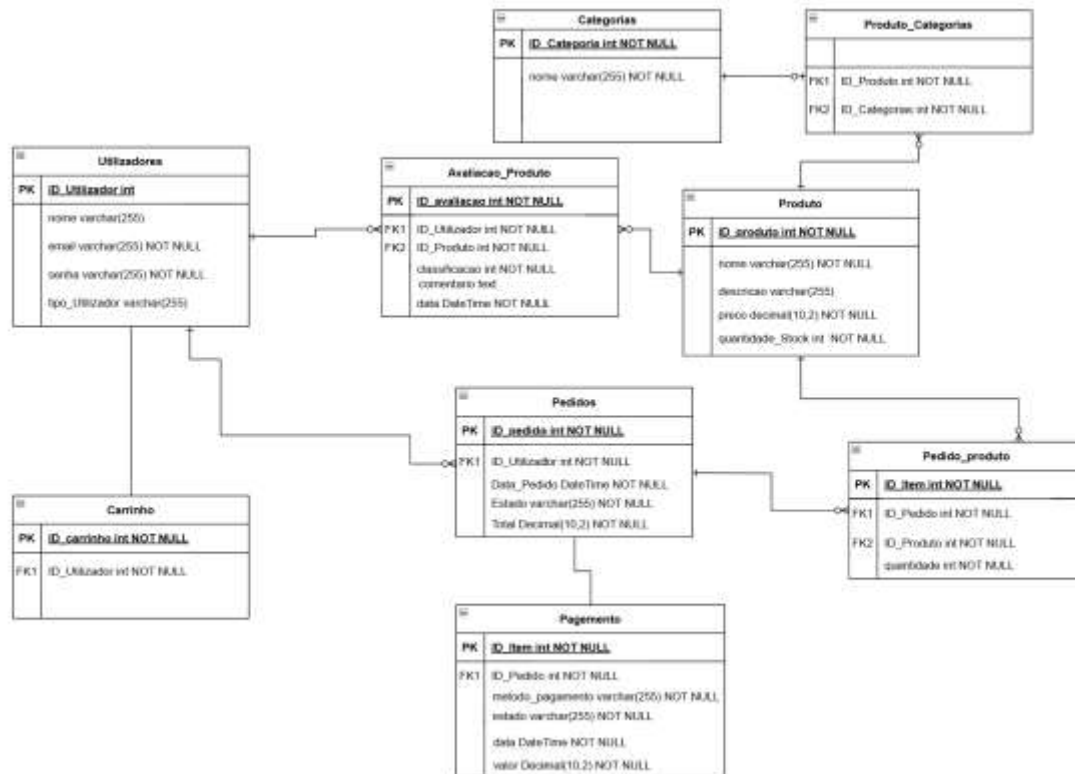 Categorias
PK ID_Categoria int NOT NULL
nome varchar(255) NOT NULL
Produto_Categorias
FK1 ID_Produto int NOT NULL
FK2 ID_Categorias int NOT NULL
Utilizadores
PK ID_Utilizador int
nome varchar(255)
email varchar(255) NOT NULL
senha varchar(255) NOT NULL
tipo_Utilizador varchar(255)
Avaliacao_Produto
PK ID_avaliacao int NOT NULL
FK1 ID_Utilizador int NOT NULL
FK2 ID_Produto int NOT NULL
classificacao int NOT NULL
comentario text
data DateTime NOT NULL
Produto
PK ID_produto int NOT NULL
nome varchar(255) NOT NULL
descricao varchar(255)
preco decimal(10,2) NOT NULL
quantidade_Stock int NOT NULL
Pedidos
PK ID_pedido int NOT NULL
FK1 ID_Utilizador int NOT NULL
Data_Pedido DateTime NOT NULL
Estado varchar(255) NOT NULL
Total Decimal(10,2) NOT NULL
Pedido_produto
PK ID_Item int NOT NULL
FK1 ID_Pedido int NOT NULL
FK2 ID_Produto int NOT NULL
quantidade int NOT NULL
Carrinho
PK ID_carrinho int NOT NULL
FK1 ID_Utilizador int NOT NULL
Pagemento
PK ID_Item int NOT NULL
FK1 ID_Pedido int NOT NULL
metodo_pagamento varchar(255) NOT NULL
estado varchar(255) NOT NULL
data DateTime NOT NULL
valor Decimal(10,2) NOT NULL